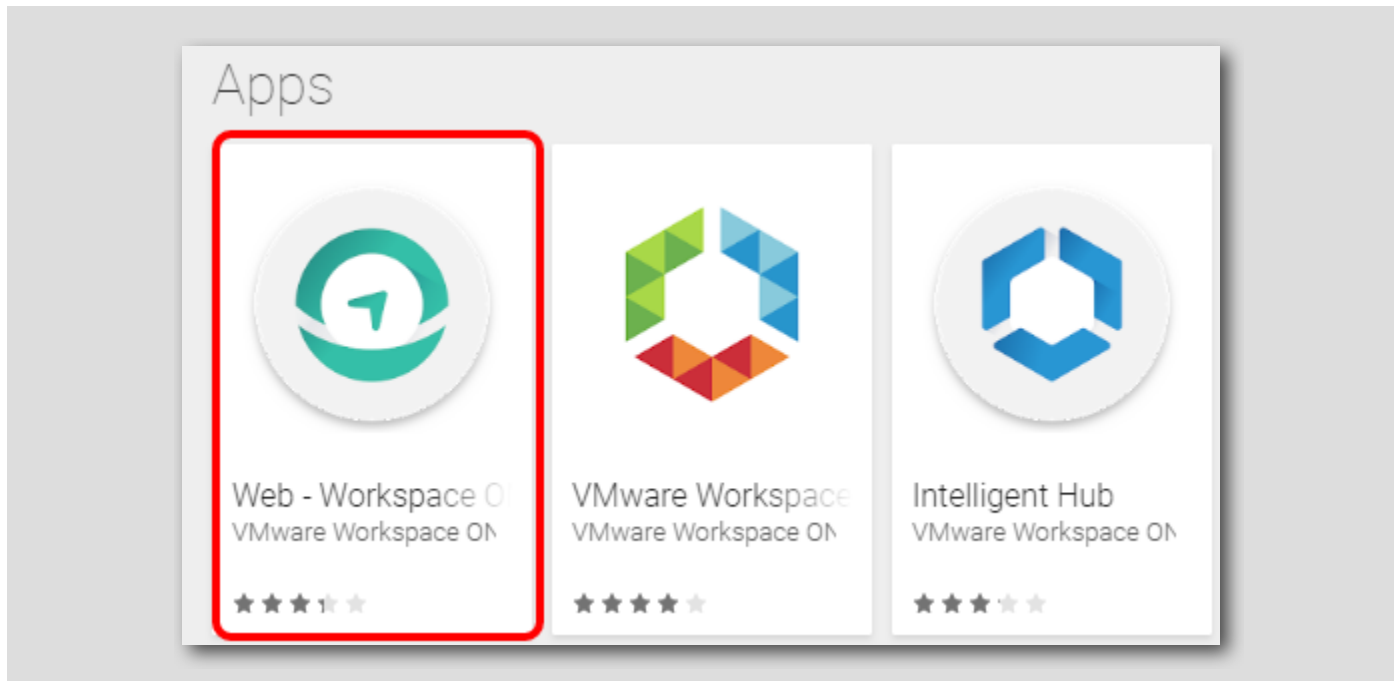 Apps
Web - Workspace O
VMware Workspace ON
VMware Workspace
VMware Workspace ON
Intelligent Hub
VMware Workspace ON